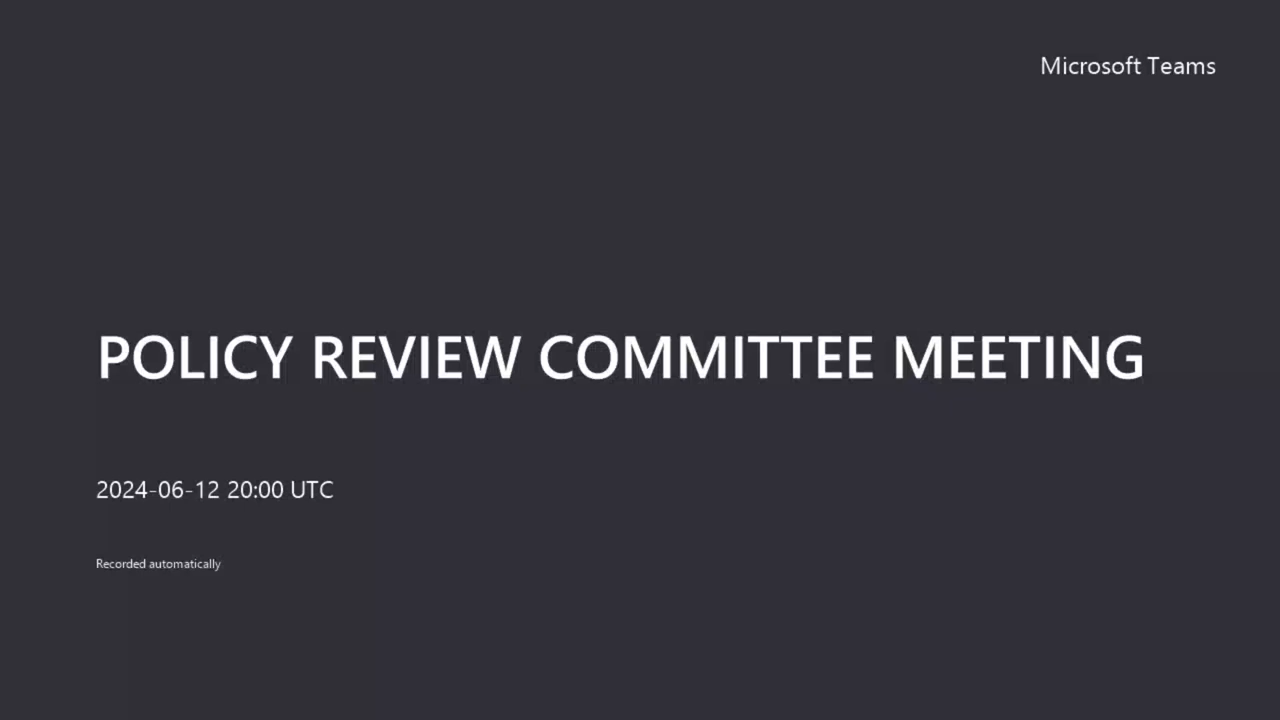 Microsoft Teams
POLICY REVIEW COMMITTEE MEETING
2024-06-12 20:00 UTC
Recorded automatically